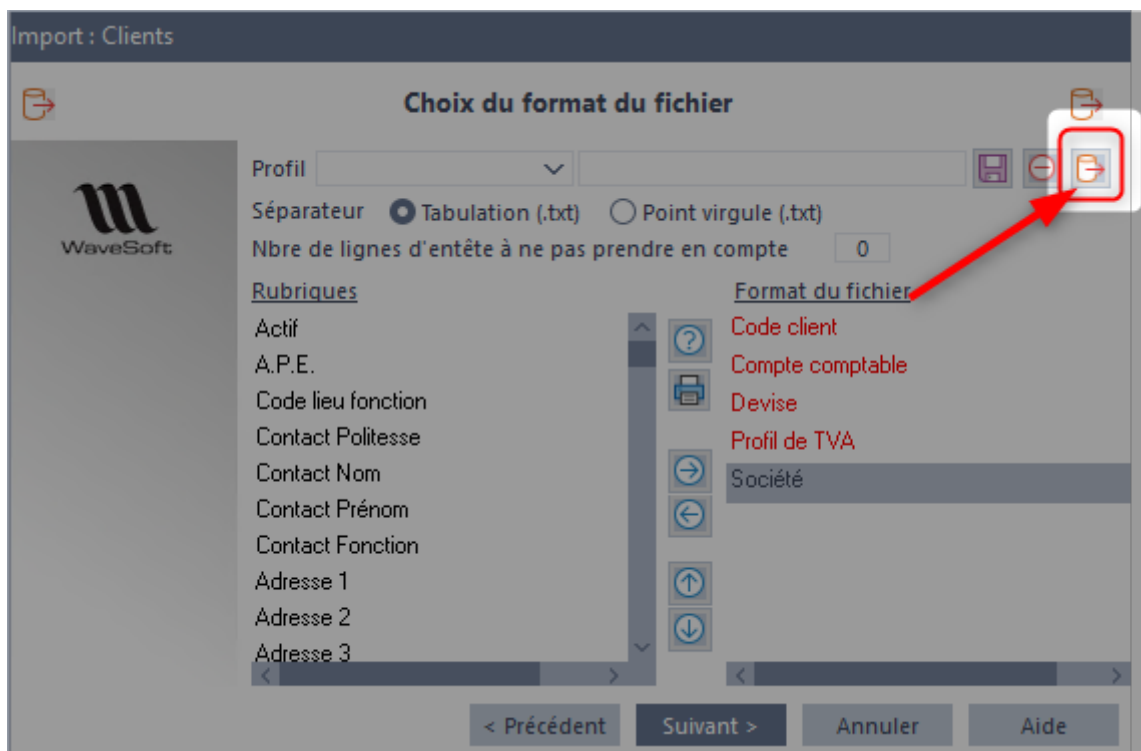 Import : Clients
Choix du format du fichier
WaveSoft
Profil
Séparateur Tabulation (.txt) Point virgule (.txt)
Nbre de lignes d'entête à ne pas prendre en compte 0
Rubriques
Actif
A.P.E.
Code lieu fonction
Contact Politesse
Contact Nom
Contact Prénom
Contact Fonction
Adresse 1
Adresse 2
Adresse 3
Format du fichier
Code client
Compte comptable
Devise
Profil de TVA
Société
< Précédent Suivant > Annuler Aide